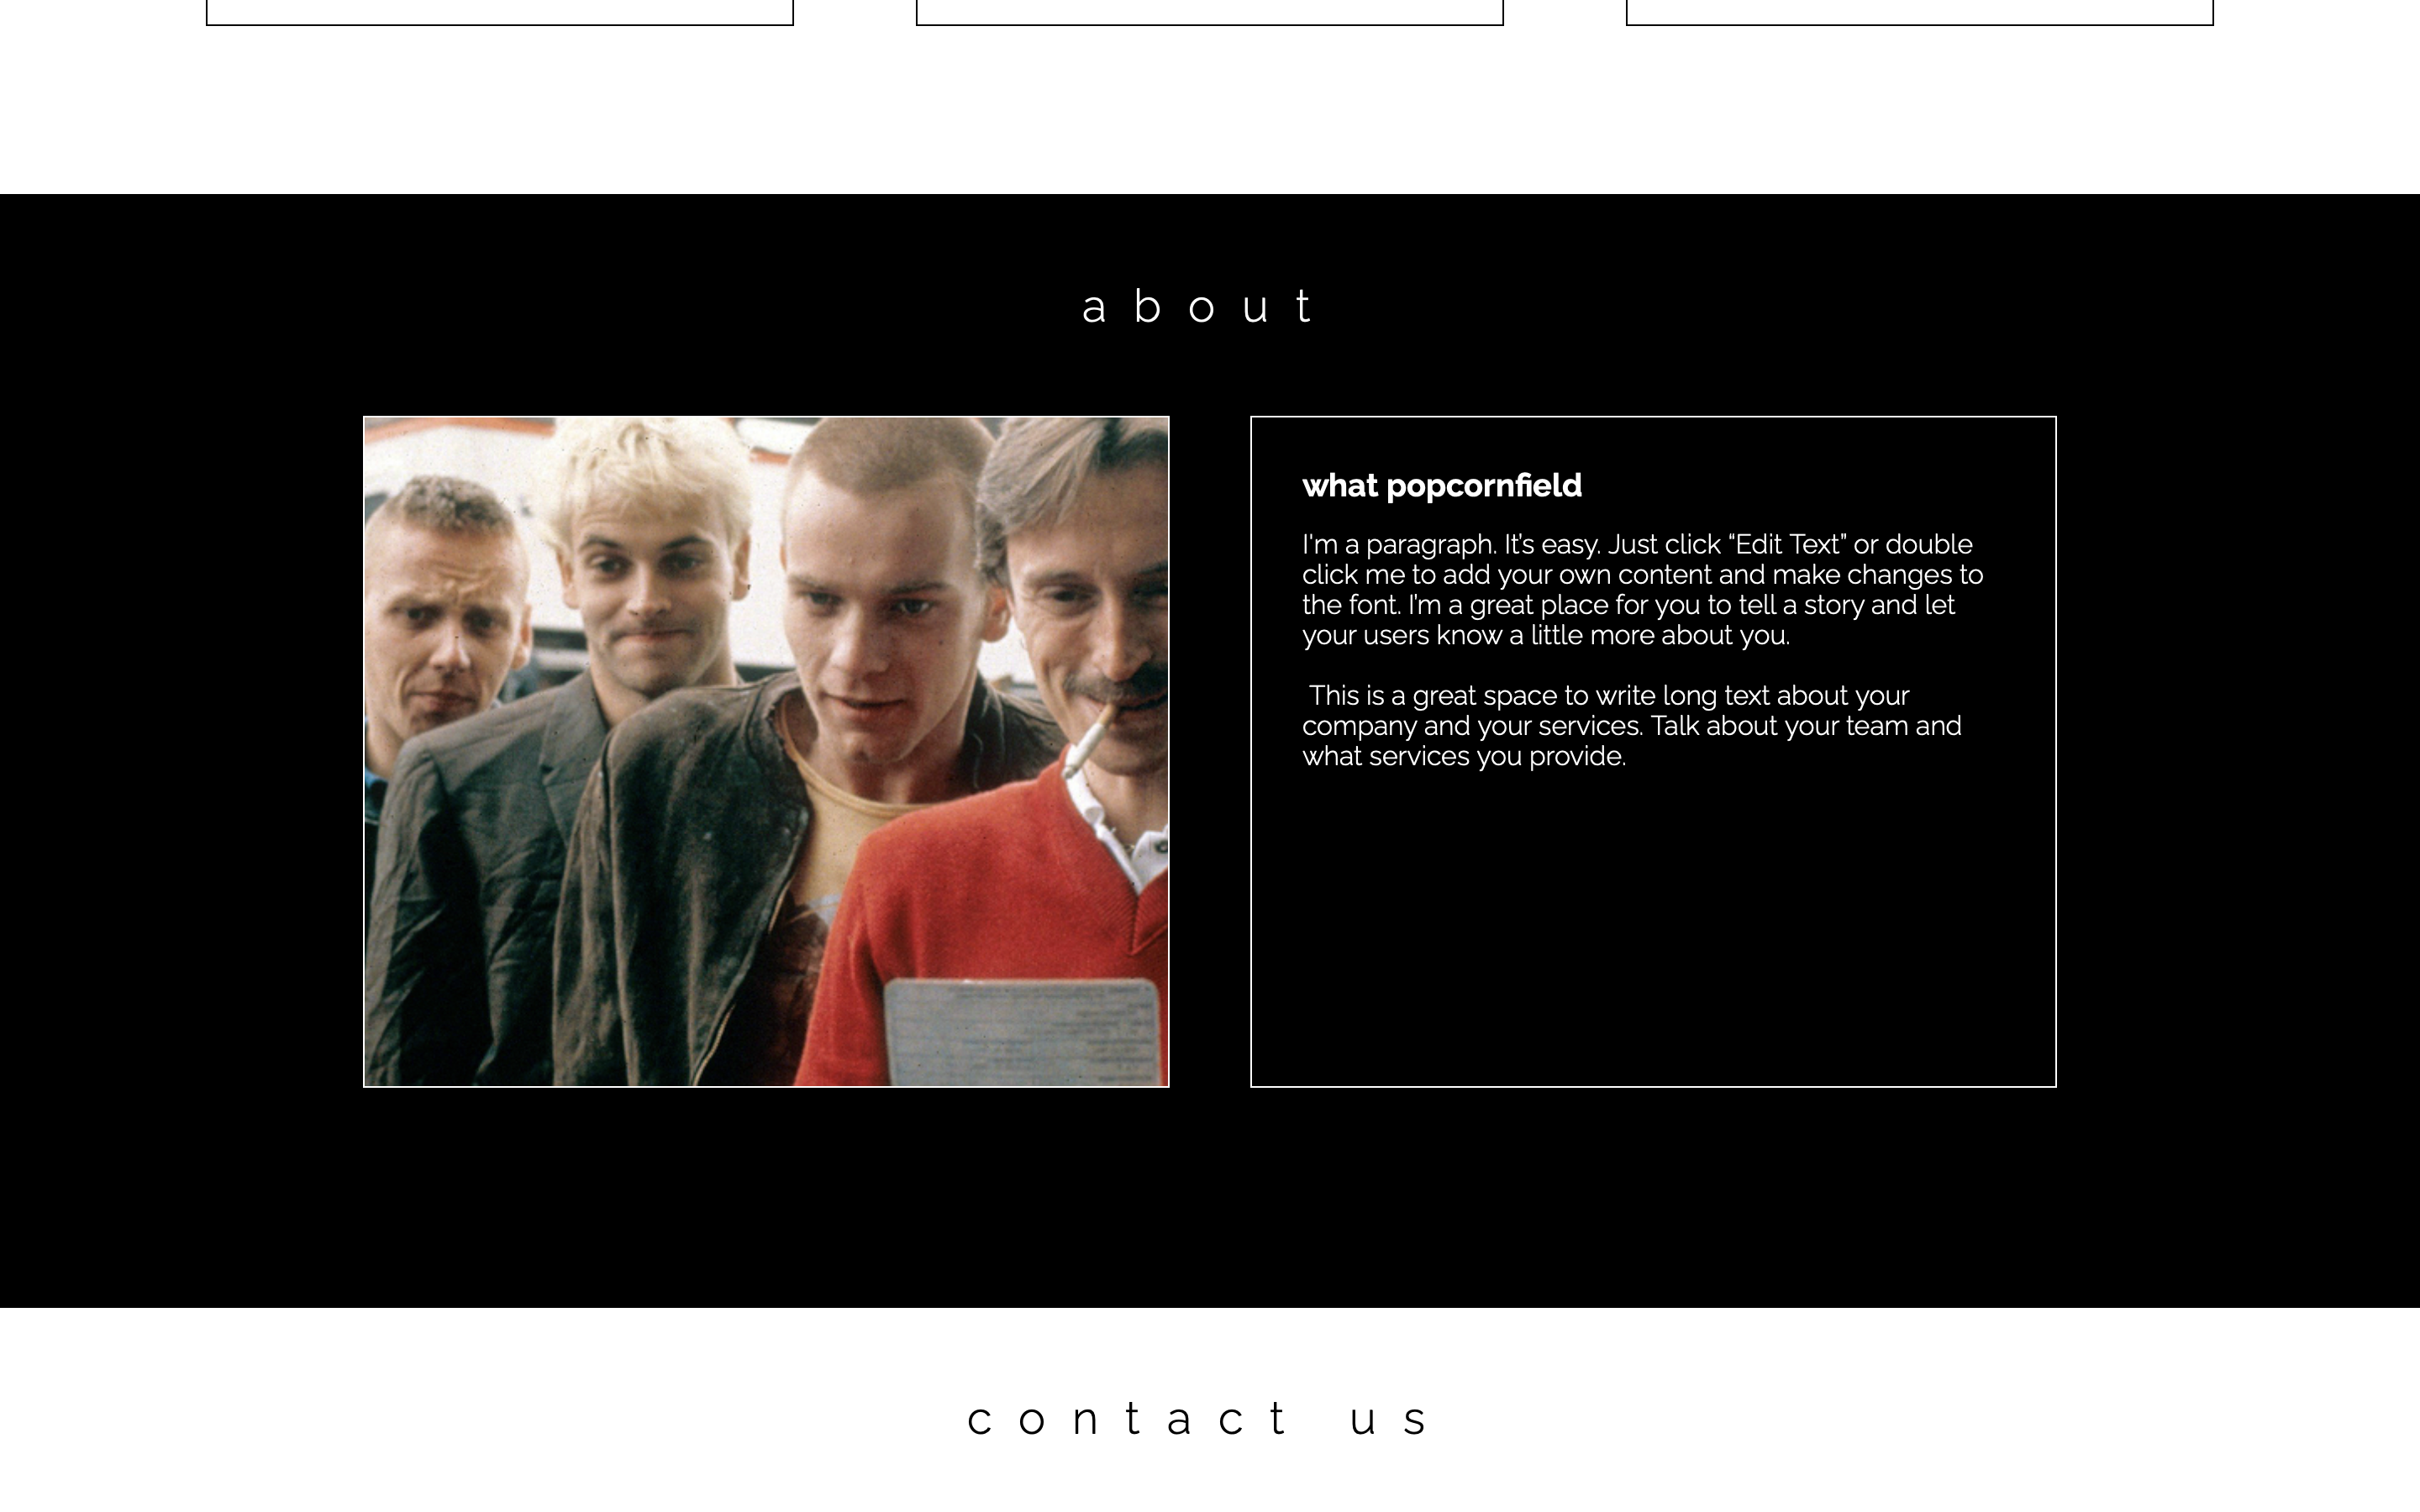 about
what popcornfield
I'm a paragraph. It's easy. Just click “Edit Text” or double
click me to add your own content and make changes to
the font. I’m a great place for you to tell a story and let
your users know a little more about you.
This is a great space to write long text about your
company and your services. Talk about your team and
what services you provide.
contact us